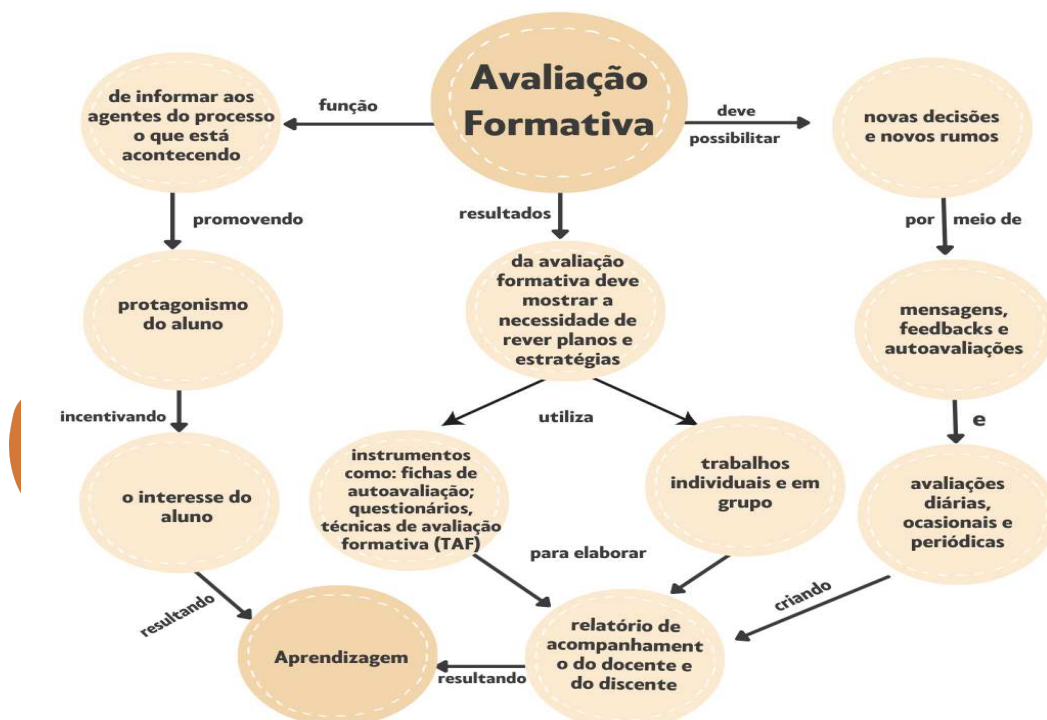 Avaliação
Formativa
função
de informar aos
agentes do processo
o que está
acontecendo
promovendo
protagonismo
do aluno
incentivando
o interesse do
aluno
resultando
Aprendizagem
resultados
da avaliação
formativa deve
mostrar a
necessidade de
rever planos e
estratégias
utiliza
instrumentos
como: fichas de
autoavaliação;
questionários,
técnicas de avaliação
formativa (TAF)
trabalhos
individuais e em
grupo
para elaborar
relatório de
acompanhament
o do docente e
do discente
resultando
deve
possibilitar
novas decisões
e novos rumos
por meio de
mensagens,
feedbacks e
autoavaliações
e
avaliações
diárias,
ocasionais e
periódicas
criando